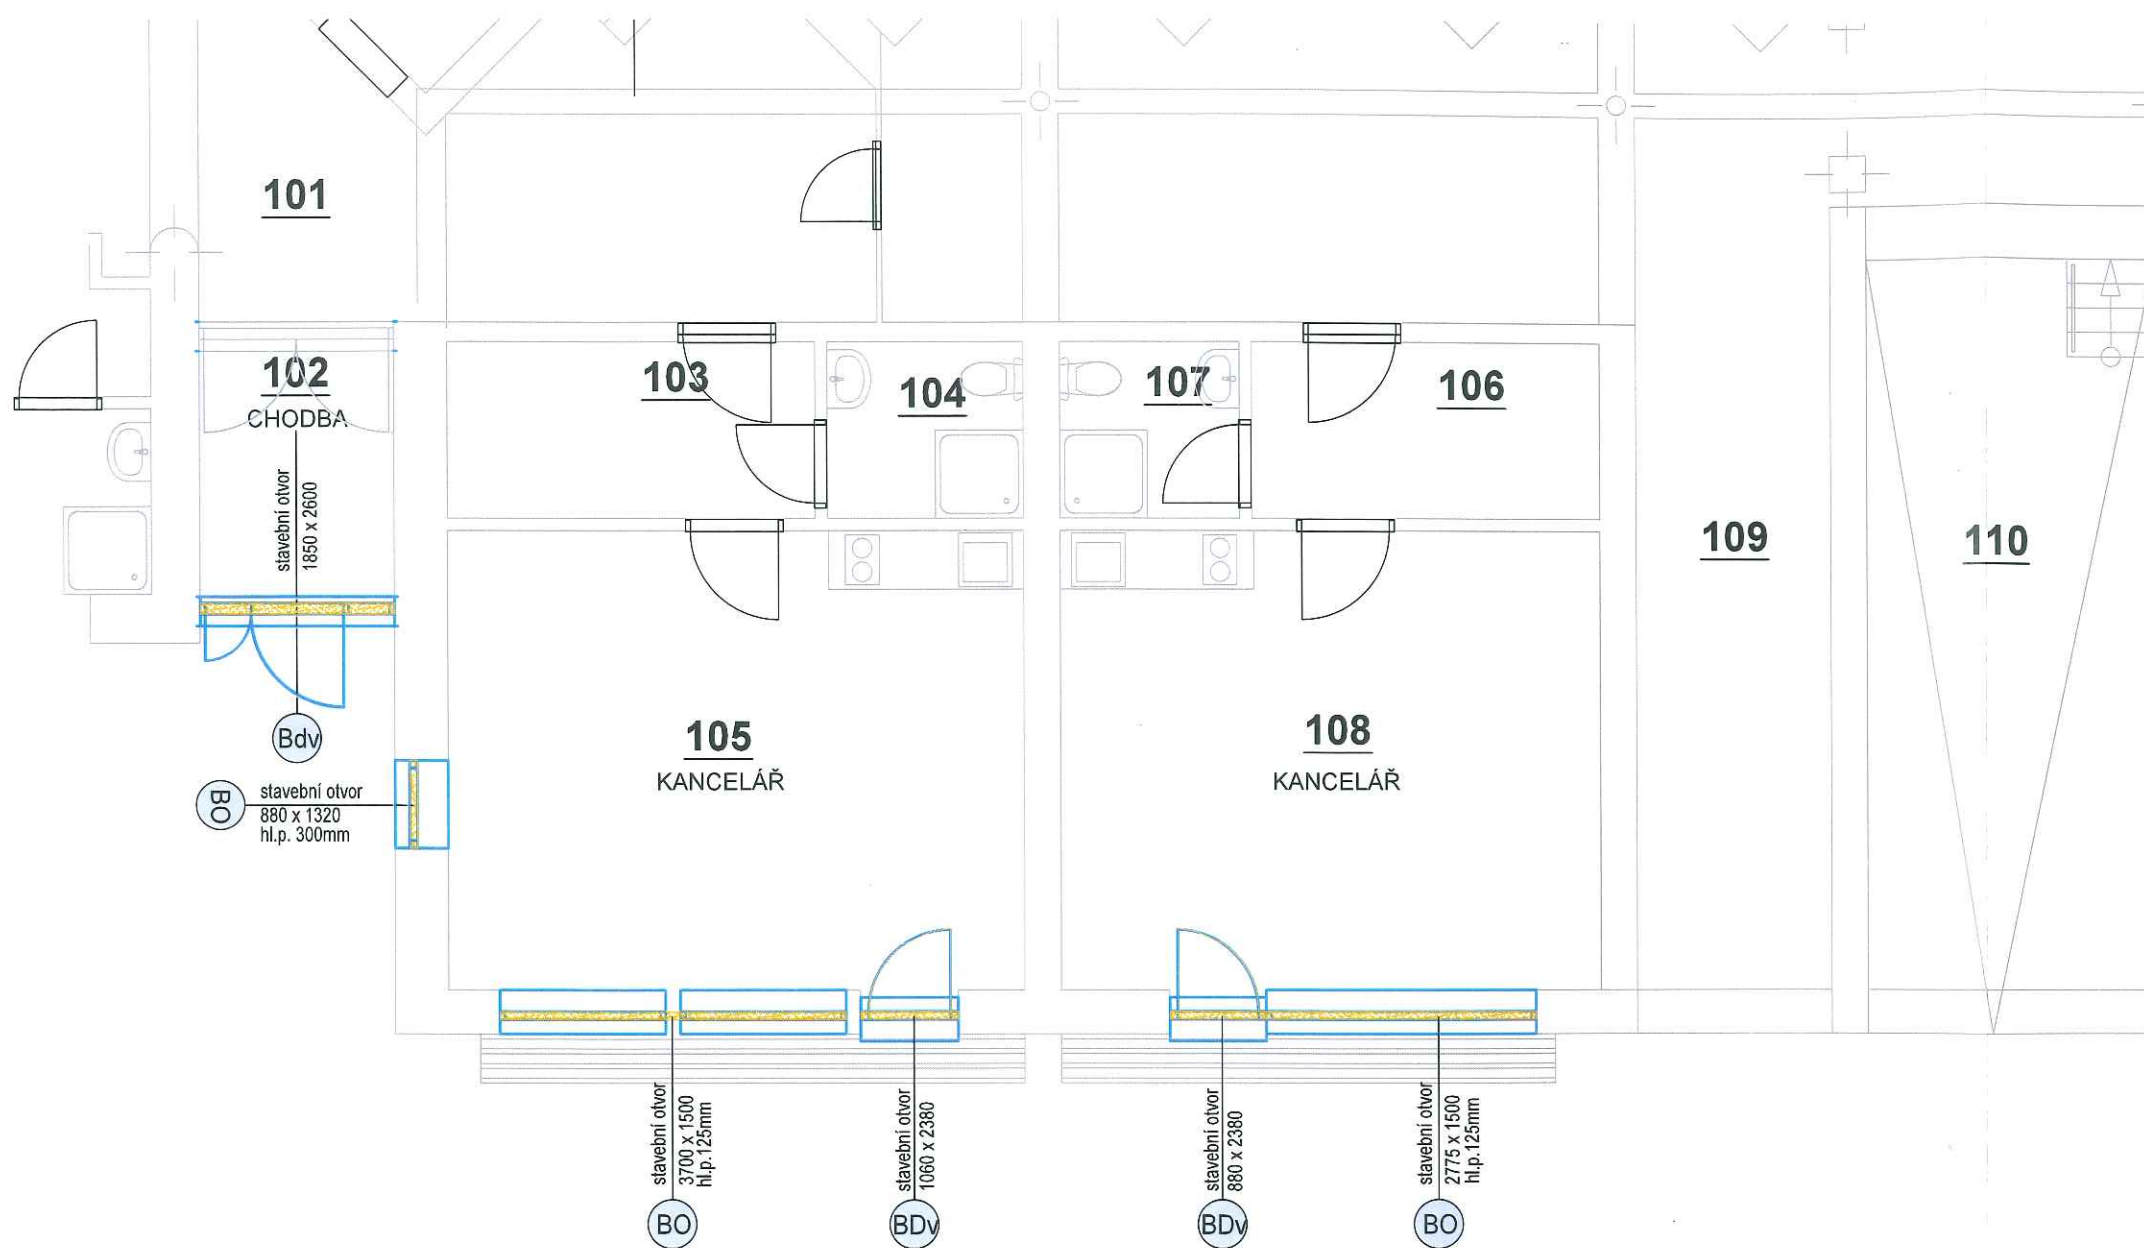 101
102
CHODBA
103
104
107
106
109
110
stavební otvor
1850 x 2600
Bdv
BO
stavební otvor
880 x 1320
hl.p. 300mm
105
KANCELÁŘ
108
KANCELÁŘ
stavební otvor
3700 x 1500
hl.p.125mm
BO
stavební otvor
1060 x 2380
BDv
stavební otvor
880 x 2380
BDv
stavební otvor
2775 x 1500
hl.p.125mm
BO